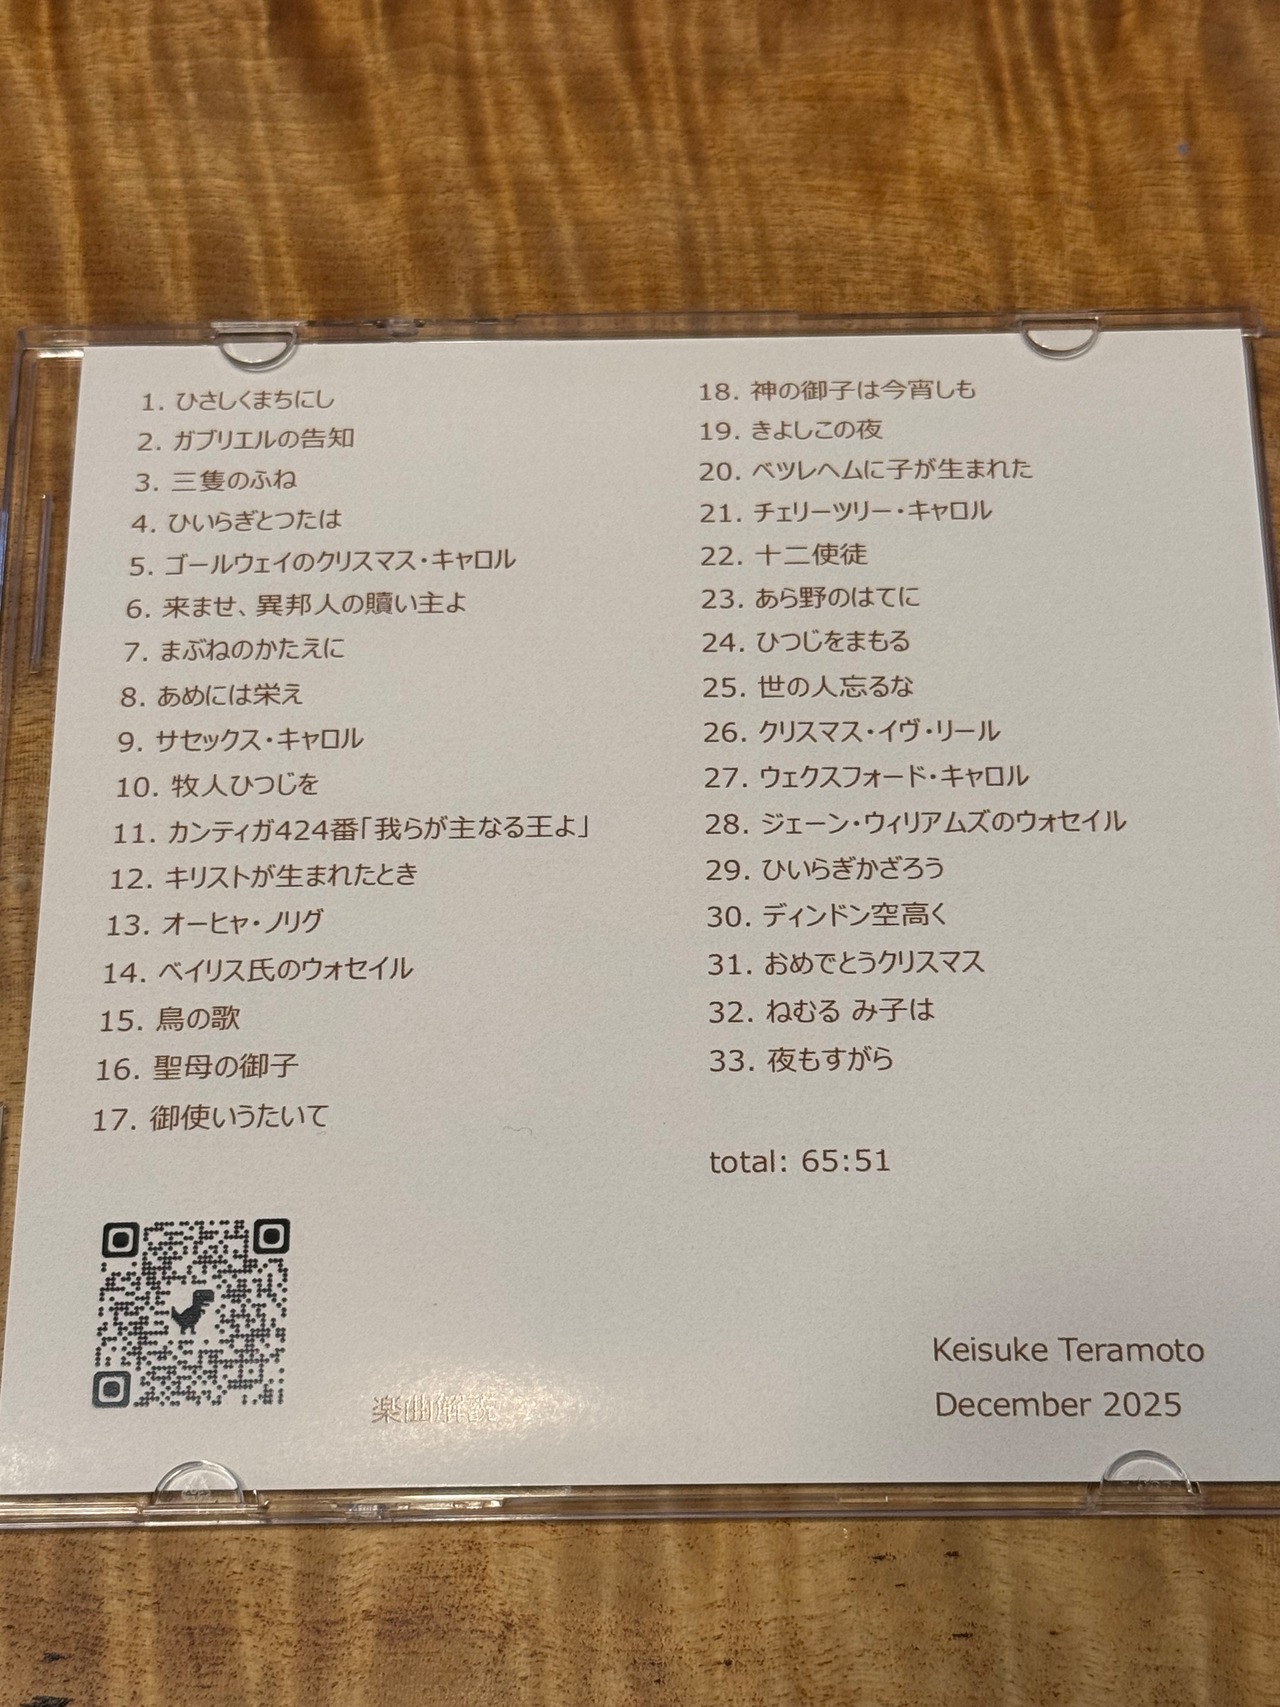 1. ひさしくまちにし
2. ガブリエルの告知
3. 三隻のふね
4. ひいらぎとつたは
5. ゴールウェイのクリスマス・キャロル
6. 来ませ、異邦人の贖い主よ
7. まぶねのかたえに
8. あめには栄え
9. サセックス・キャロル
10. 牧人ひつじを
11. カンティガ424番「我らが主なる王よ」
12. キリストが生まれたとき
13. オーヒャ・ノリグ
14. ベイリス氏のウォセイル
15. 鳥の歌
16. 聖母の御子
17. 御使いうたいて
18. 神の御子は今宵しも
19. きよしこの夜
20. ベツレヘムに子が生まれた
21. チェリーツリー・キャロル
22. 十二使徒
23. あら野のはてに
24. ひつじをまもる
25. 世の人忘るな
26. クリスマス・イヴ・リール
27. ウェクスフォード・キャロル
28. ジェーン・ウィリアムズのウォセイル
29. ひいらぎかざろう
30. ディンドン空高く
31. おめでとうクリスマス
32. ねむる み子は
33. 夜もすがら
total: 65:51
楽曲解説
Keisuke Teramoto
December 2025